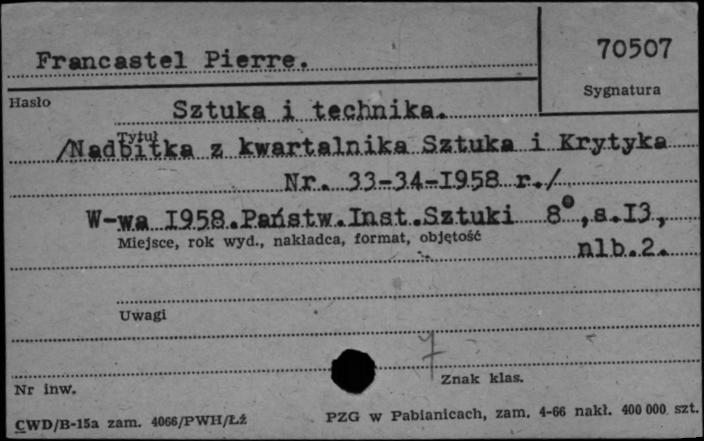 Francastel Pierre.
70507
Sygnatura
Hasło
Sztuka i technika.
Tytuł
/Nadbitka z kwartalnika Sztuka i Krytyka
Nr. 33-34-1958 r./
W-wa 1958.Państw.Inst.Sztuki 8°,s.13,
Miejsce, rok wyd., nakładca, format, objętość
nlb.2.
Uwagi
7
Nr inw.
Znak klas.
CWD/B-15a zam. 4066/PWH/Łż
PZG w Pabianicach, zam. 4-66 nakł. 400 000 szt.